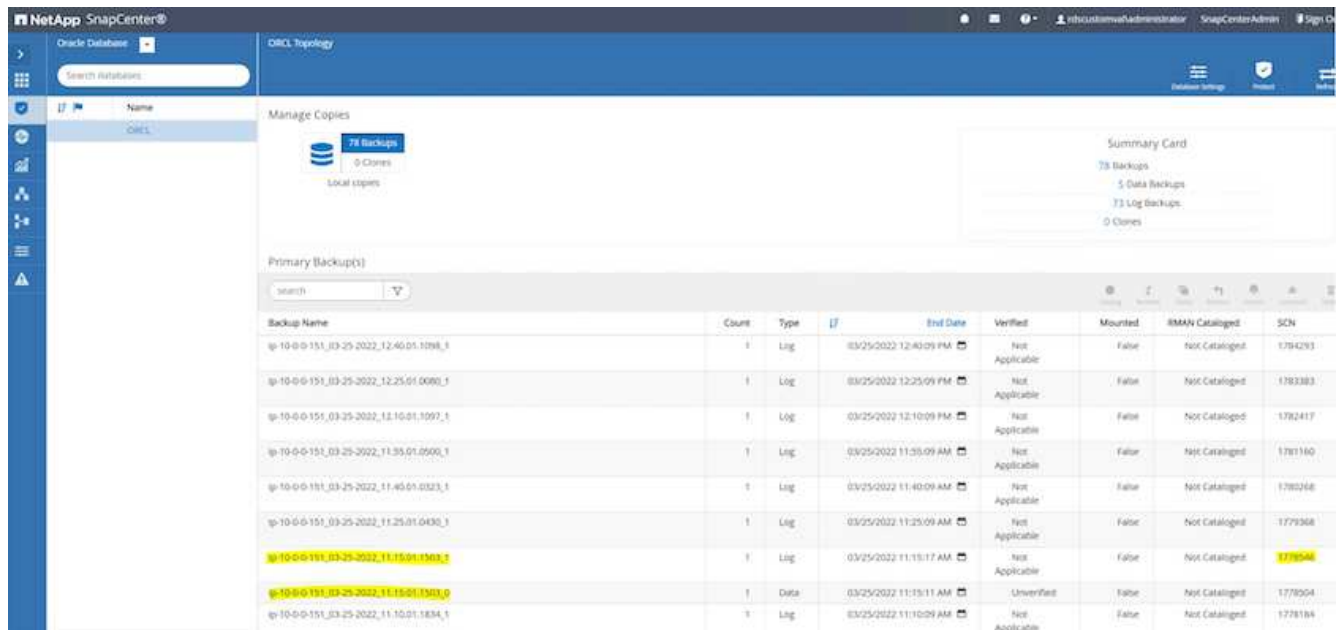 NetApp SnapCenter®
rdscustomval\administrator SnapCenterAdmin Sign O
Oracle Database
ORCL Topology
Search databases
Database Settings Protect Refre
Name
ORCL
Manage Copies
78 Backups
0 Clones
Local copies
Summary Card
78 Backups
5 Data Backups
73 Log Backups
0 Clones
Primary Backup(s)
search
Backup Name Count Type End Date Verified Mounted RMAN Cataloged SCN
ip-10-0-0-151_03-25-2022_12.40.01.1098_1 1 Log 03/25/2022 12:40:09 PM Not Applicable False Not Cataloged 1784293
ip-10-0-0-151_03-25-2022_12.25.01.0080_1 1 Log 03/25/2022 12:25:09 PM Not Applicable False Not Cataloged 1783383
ip-10-0-0-151_03-25-2022_12.10.01.1097_1 1 Log 03/25/2022 12:10:09 PM Not Applicable False Not Cataloged 1782417
ip-10-0-0-151_03-25-2022_11.55.01.0500_1 1 Log 03/25/2022 11:55:09 AM Not Applicable False Not Cataloged 1781160
ip-10-0-0-151_03-25-2022_11.40.01.0323_1 1 Log 03/25/2022 11:40:09 AM Not Applicable False Not Cataloged 1780268
ip-10-0-0-151_03-25-2022_11.25.01.0430_1 1 Log 03/25/2022 11:25:09 AM Not Applicable False Not Cataloged 1779368
ip-10-0-0-151_03-25-2022_11.15.01.1503_1 1 Log 03/25/2022 11:15:17 AM Not Applicable False Not Cataloged 1778546
ip-10-0-0-151_03-25-2022_11.15.01.1503_0 1 Data 03/25/2022 11:15:11 AM Unverified False Not Cataloged 1778504
ip-10-0-0-151_03-25-2022_11.10.01.1834_1 1 Log 03/25/2022 11:10:09 AM Not Applicable False Not Cataloged 1778184